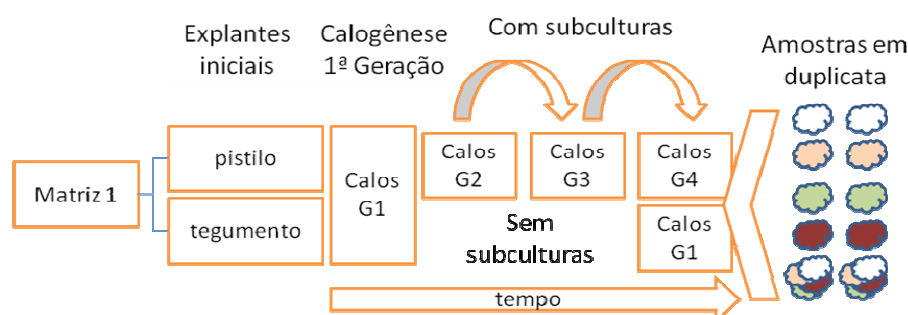 Explantes
iniciais
Calogênese
1ª Geração
Com subculturas
Amostras em
duplicata
Matriz 1
pistilo
tegumento
Calos
G1
Calos
G2
Calos
G3
Calos
G4
Sem
subculturas
Calos
G1
tempo